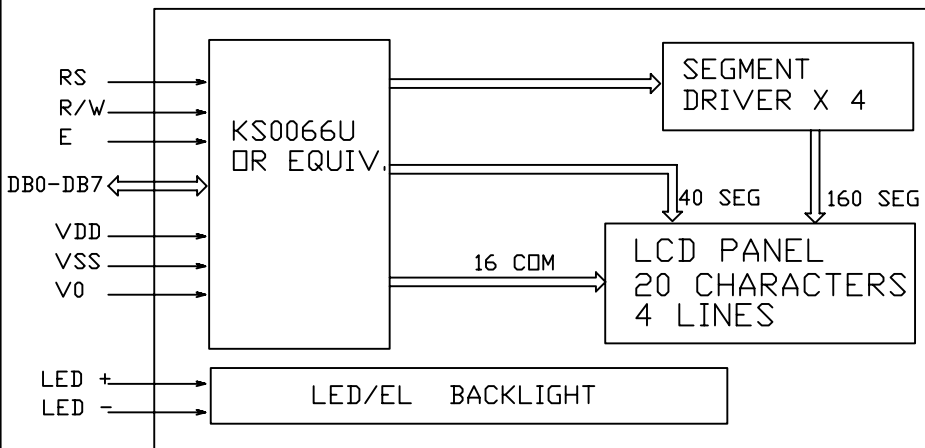 RS
R/W
E
DB0-DB7
VDD
VSS
V0
LED +
LED -
KS0066U
OR EQUIV.
SEGMENT
DRIVER X 4
40 SEG
160 SEG
16 COM
LCD PANEL
20 CHARACTERS
4 LINES
LED/EL BACKLIGHT